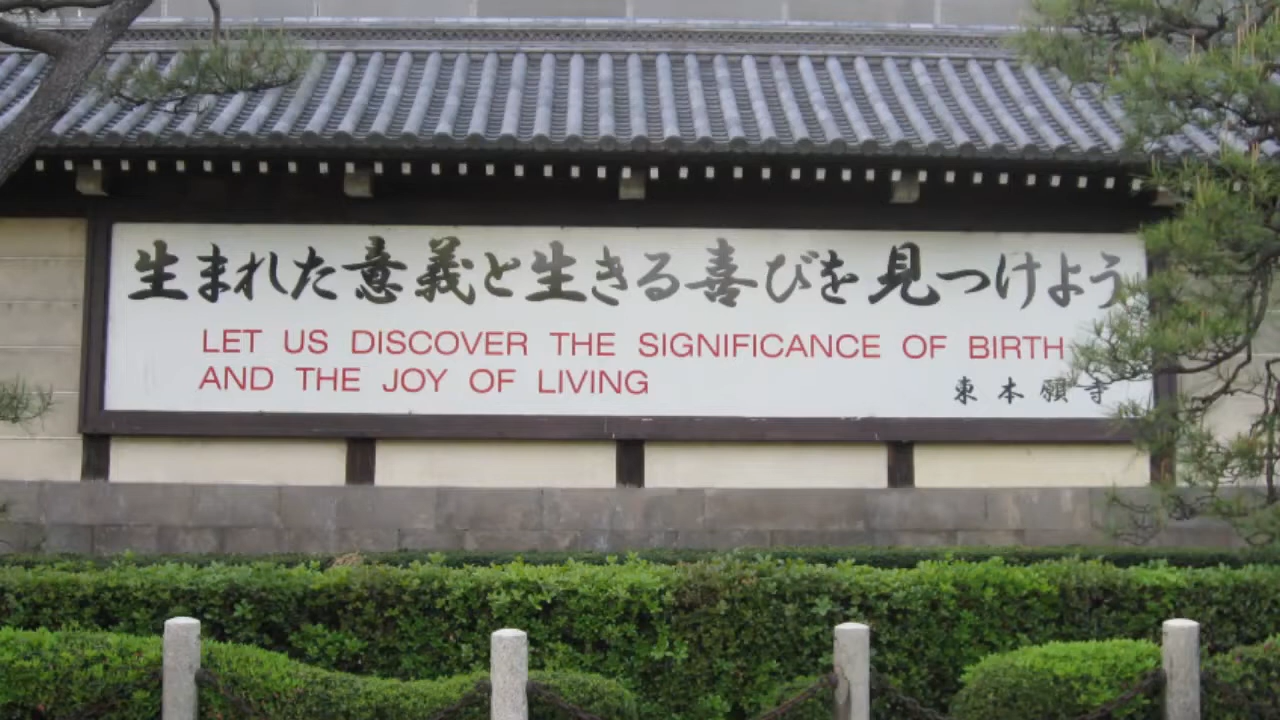 生まれた意義と生きる喜びを見つけよう
LET US DISCOVER THE SIGNIFICANCE OF BIRTH
AND THE JOY OF LIVING
東本願寺